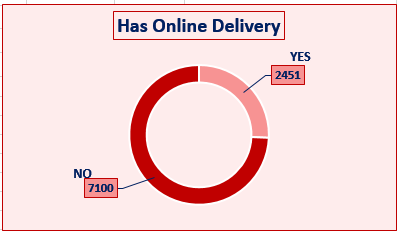 Has Online Delivery
YES
2451
NO
7100